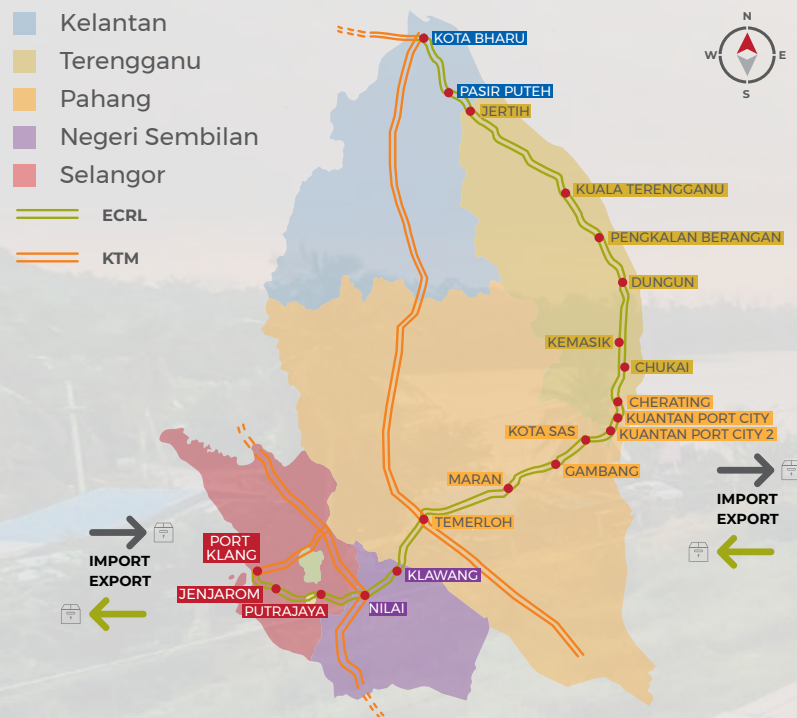 Kelantan
Terengganu
Pahang
Negeri Sembilan
Selangor
ECRL
KTM
N
W
E
S
KOTA BHARU
PASIR PUTEH
JERTIH
KUALA TERENGGANU
PENGKALAN BERANGAN
DUNGUN
KEMASIK
CHUKAI
CHERATING
KUANTAN PORT CITY
KUANTAN PORT CITY 2
KOTA SAS
GAMBANG
MARAN
TEMERLOH
KLAWANG
NILAI
PUTRAJAYA
JENJAROM
PORT
KLANG
IMPORT
EXPORT
IMPORT
EXPORT